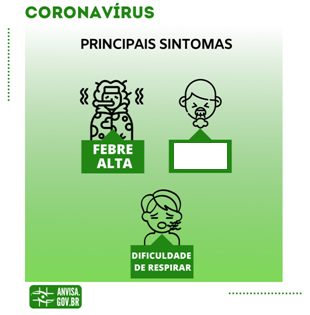 CORONAVÍRUS
PRINCIPAIS SINTOMAS
FEBRE
ALTA
DIFICULDADE
DE RESPIRAR
ANVISA.
GOV.BR